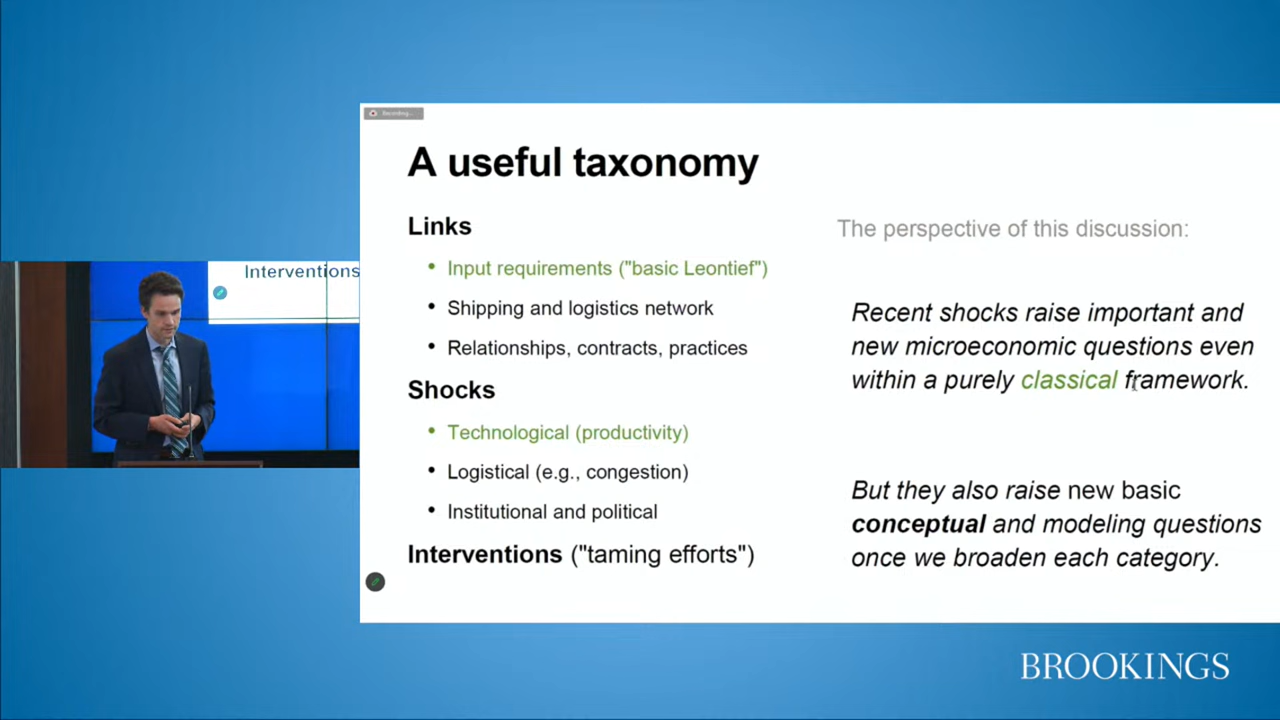 Recording...
A useful taxonomy
Links
• Input requirements ("basic Leontief")
• Shipping and logistics network
• Relationships, contracts, practices
Shocks
• Technological (productivity)
• Logistical (e.g., congestion)
• Institutional and political
Interventions ("taming efforts")
The perspective of this discussion:
Recent shocks raise important and
new microeconomic questions even
within a purely classical framework.
But they also raise new basic
conceptual and modeling questions
once we broaden each category.
Interventions
BROOKINGS